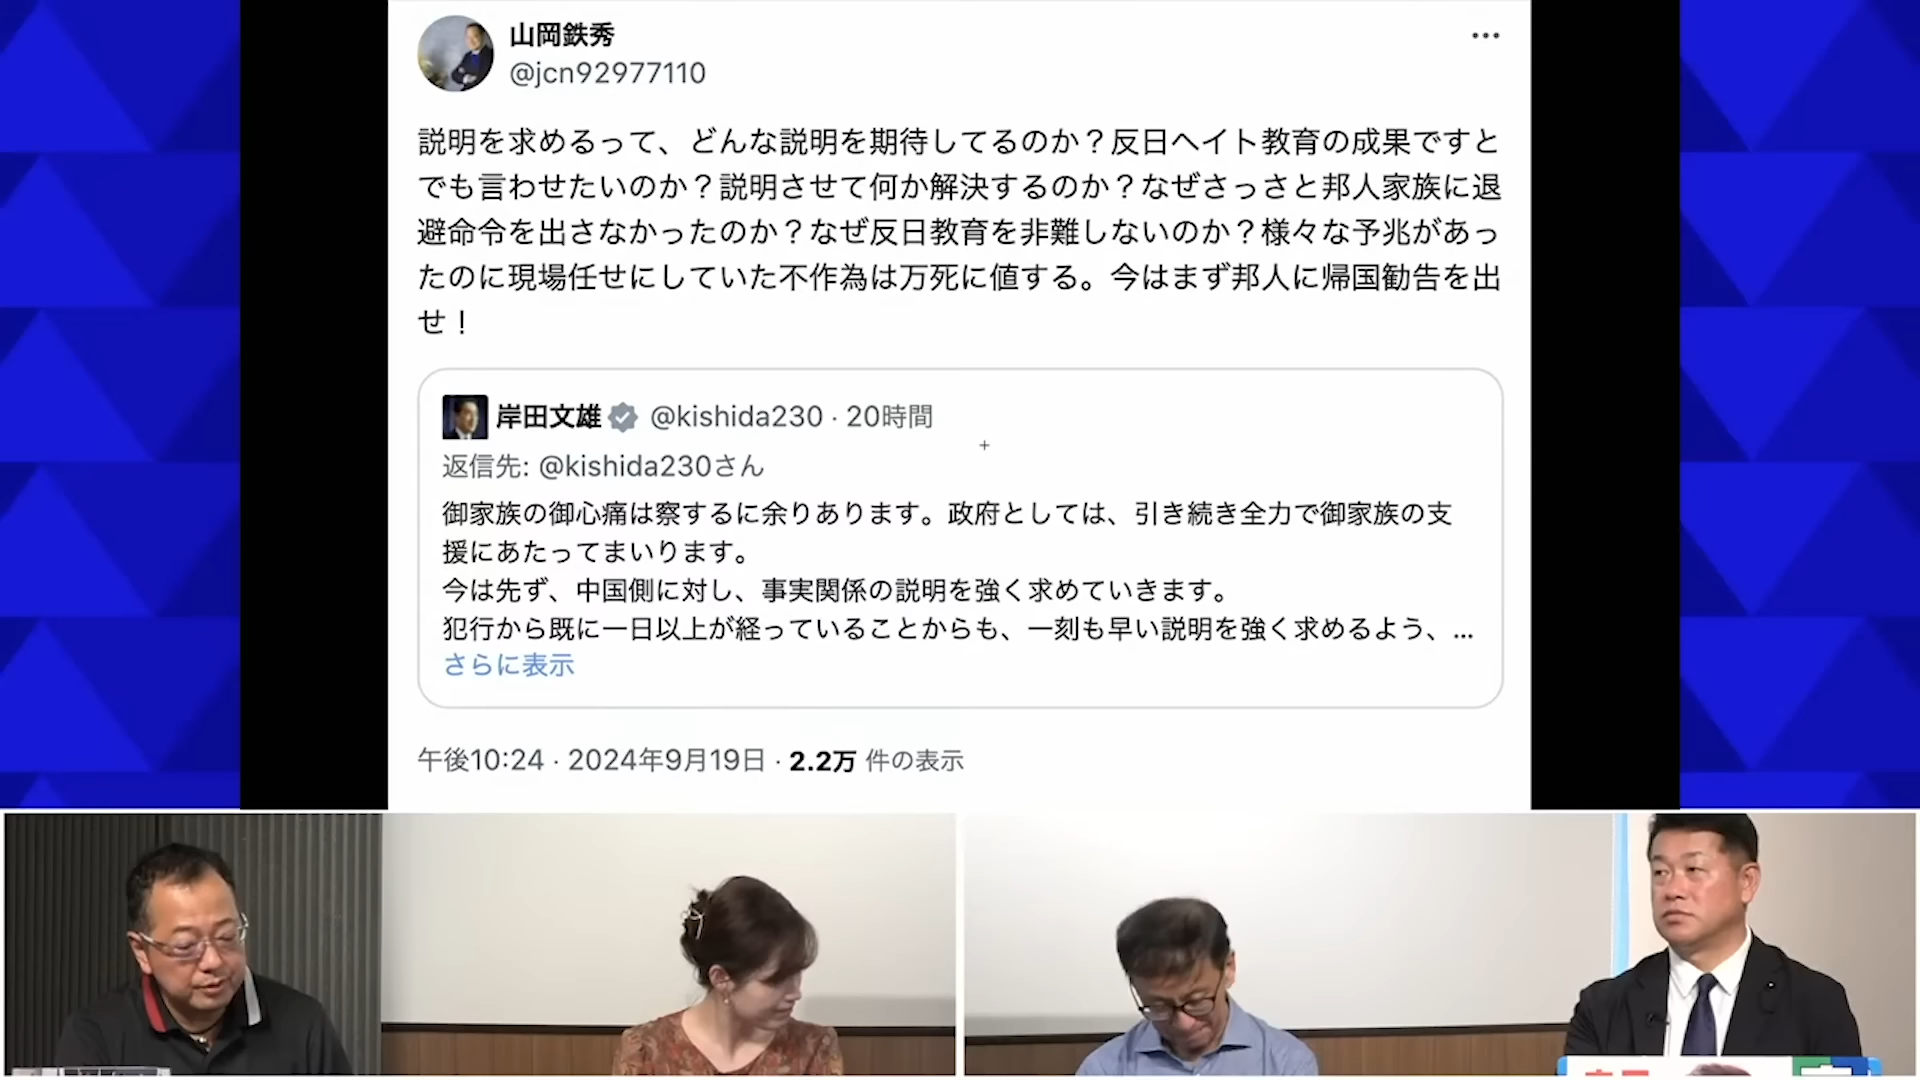 山岡鉄秀
@jcn92977110
説明を求めるって、どんな説明を期待してるのか？反日ヘイト教育の成果ですと
でも言わせたいのか？説明させて何か解決するのか？なぜさっさと邦人家族に退
避命令を出さなかったのか？なぜ反日教育を非難しないのか？様々な予兆があっ
たのに現場任せにしていた不作為は万死に値する。今はまず邦人に帰国勧告を出
せ！
岸田文雄 @kishida230 · 20時間
返信先: @kishida230さん
御家族の御心痛は察するに余りあります。政府としては、引き続き全力で御家族の支
援にあたってまいります。
今は先ず、中国側に対し、事実関係の説明を強く求めていきます。
犯行から既に一日以上が経っていることからも、一刻も早い説明を強く求めるよう、...
さらに表示
午後10:24 · 2024年9月19日 · 2.2万 件の表示